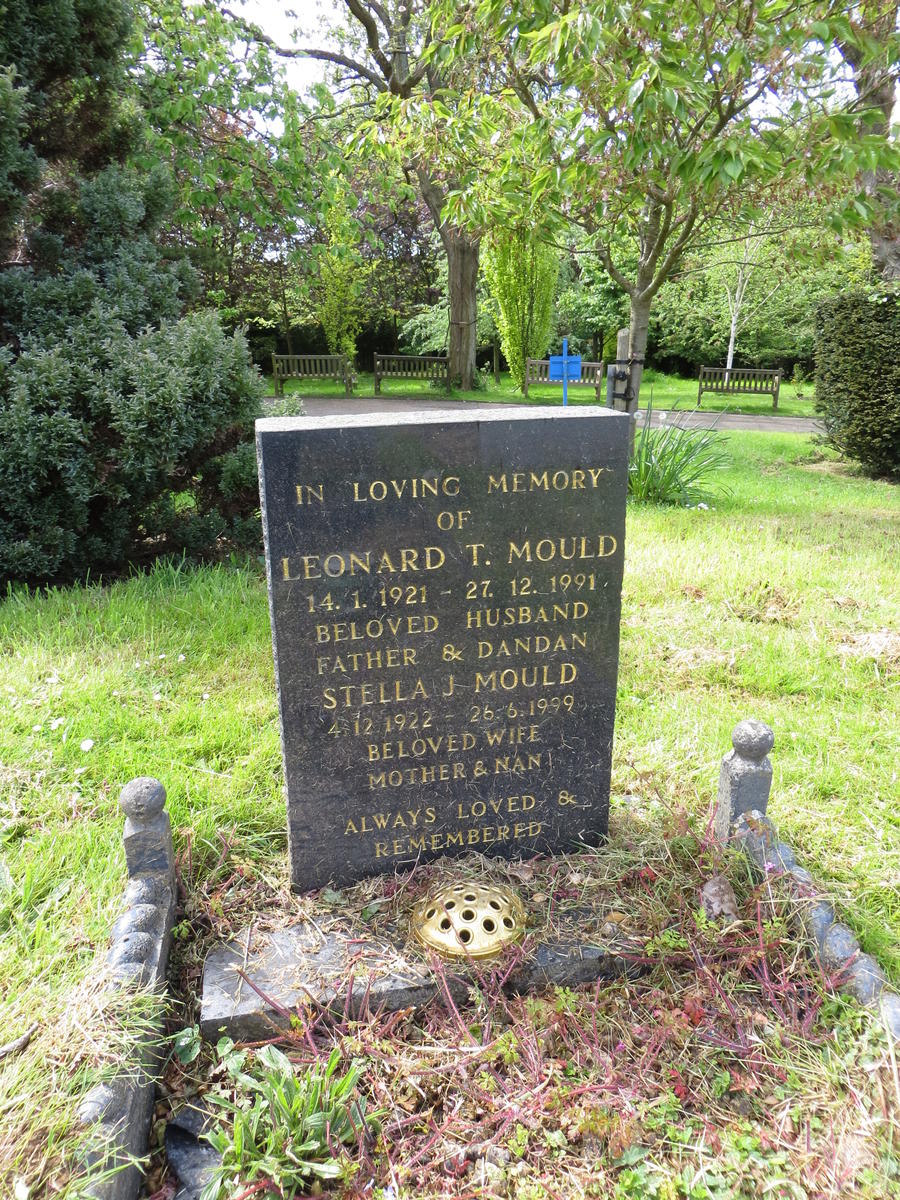 IN LOVING MEMORY
OF
LEONARD T. MOULD
14. 1. 1921 - 27. 12. 1991
BELOVED HUSBAND
FATHER & DANDAN
STELLA J. MOULD
4.12 1922 - 26.6.1999
BELOVED WIFE
MOTHER & NAN
ALWAYS LOVED &
REMEMBERED